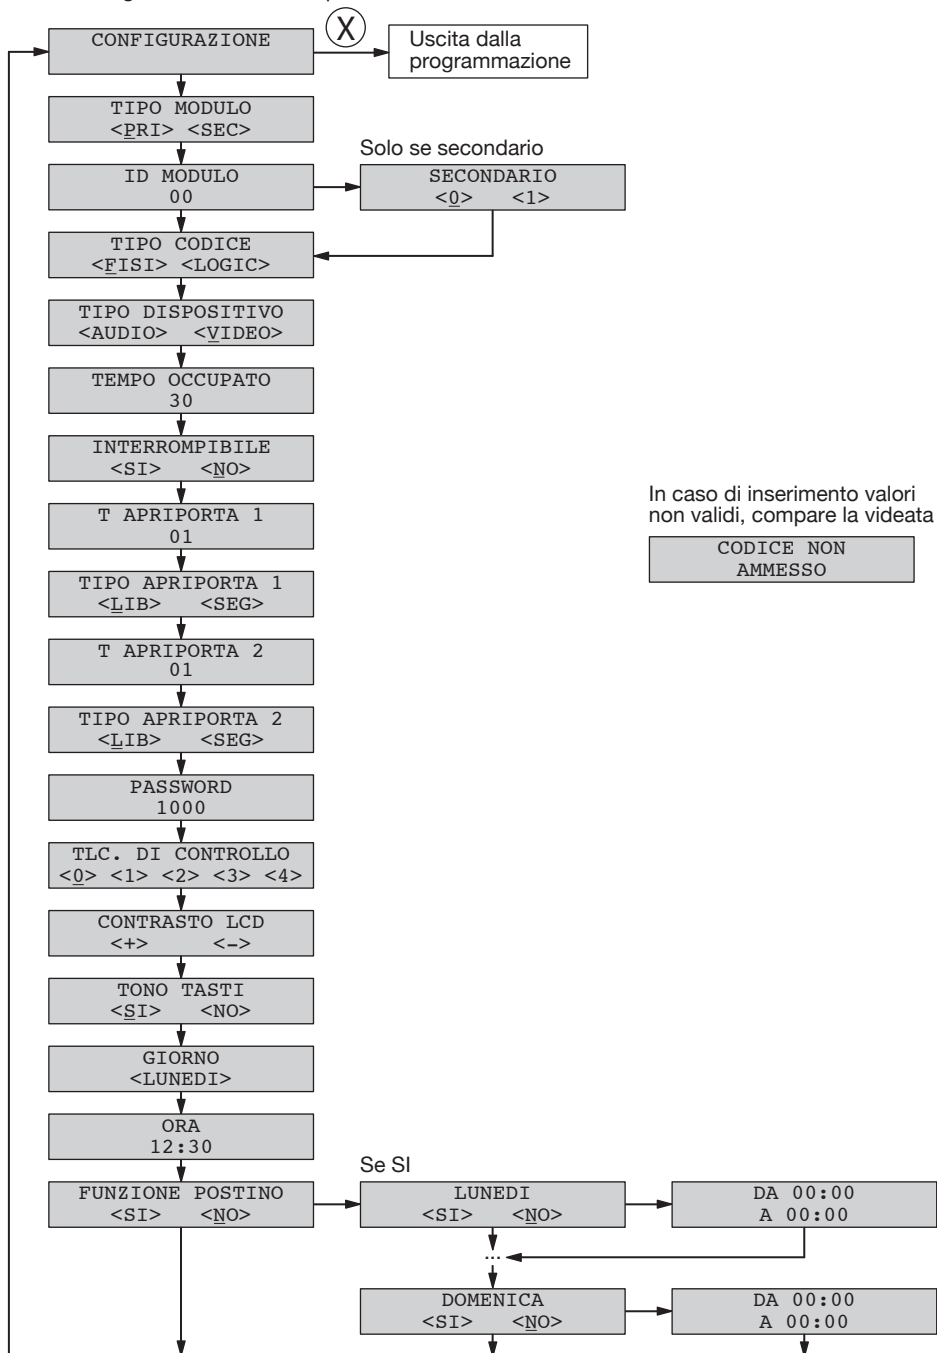 CONFIGURAZIONE
X
Uscita dalla
programmazione
TIPO MODULO
<PRI> <SEC>
Solo se secondario
ID MODULO
00
SECONDARIO
<0> <1>
TIPO CODICE
<FISI> <LOGIC>
TIPO DISPOSITIVO
<AUDIO> <VIDEO>
TEMPO OCCUPATO
30
INTERROMPIBILE
<SI> <NO>
In caso di inserimento valori
non validi, compare la videata
CODICE NON
AMMESSO
T APRIPORTA 1
01
TIPO APRIPORTA 1
<LIB> <SEG>
T APRIPORTA 2
01
TIPO APRIPORTA 2
<LIB> <SEG>
PASSWORD
1000
TLC. DI CONTROLLO
<0> <1> <2> <3> <4>
CONTRASTO LCD
<+> <->
TONO TASTI
<SI> <NO>
GIORNO
<LUNEDI>
ORA
12:30
Se SI
FUNZIONE POSTINO
<SI> <NO>
LUNEDI
<SI> <NO>
DA 00:00
A 00:00
...
DOMENICA
<SI> <NO>
DA 00:00
A 00:00